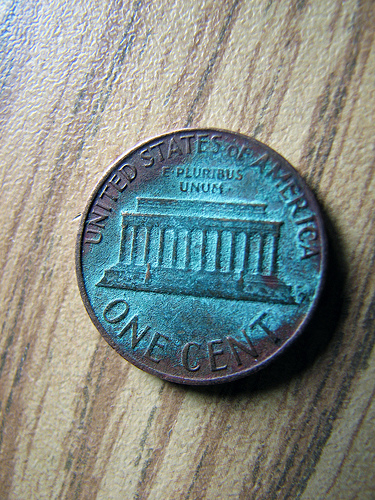 UNITED STATES OF AMERICA
E·PLURIBUS
UNUM·
ONE CENT